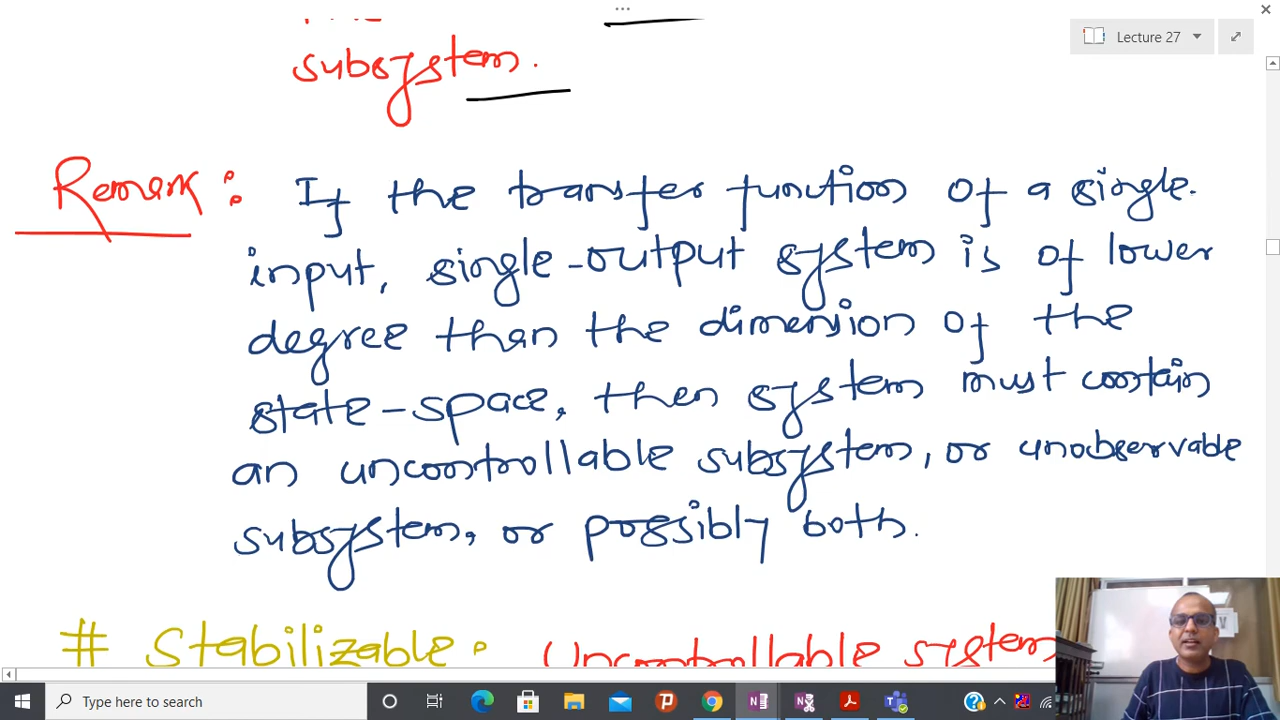 Lecture 27
subsystem.
Remark : If the transfer function of a single-
input, single-output system is of lower
degree than the dimension of the
state-space, then system must contain
an uncontrollable subsystem, or unobservable
subsystem, or possibly both.
# Stabilizable : Uncontrollable system
Type here to search